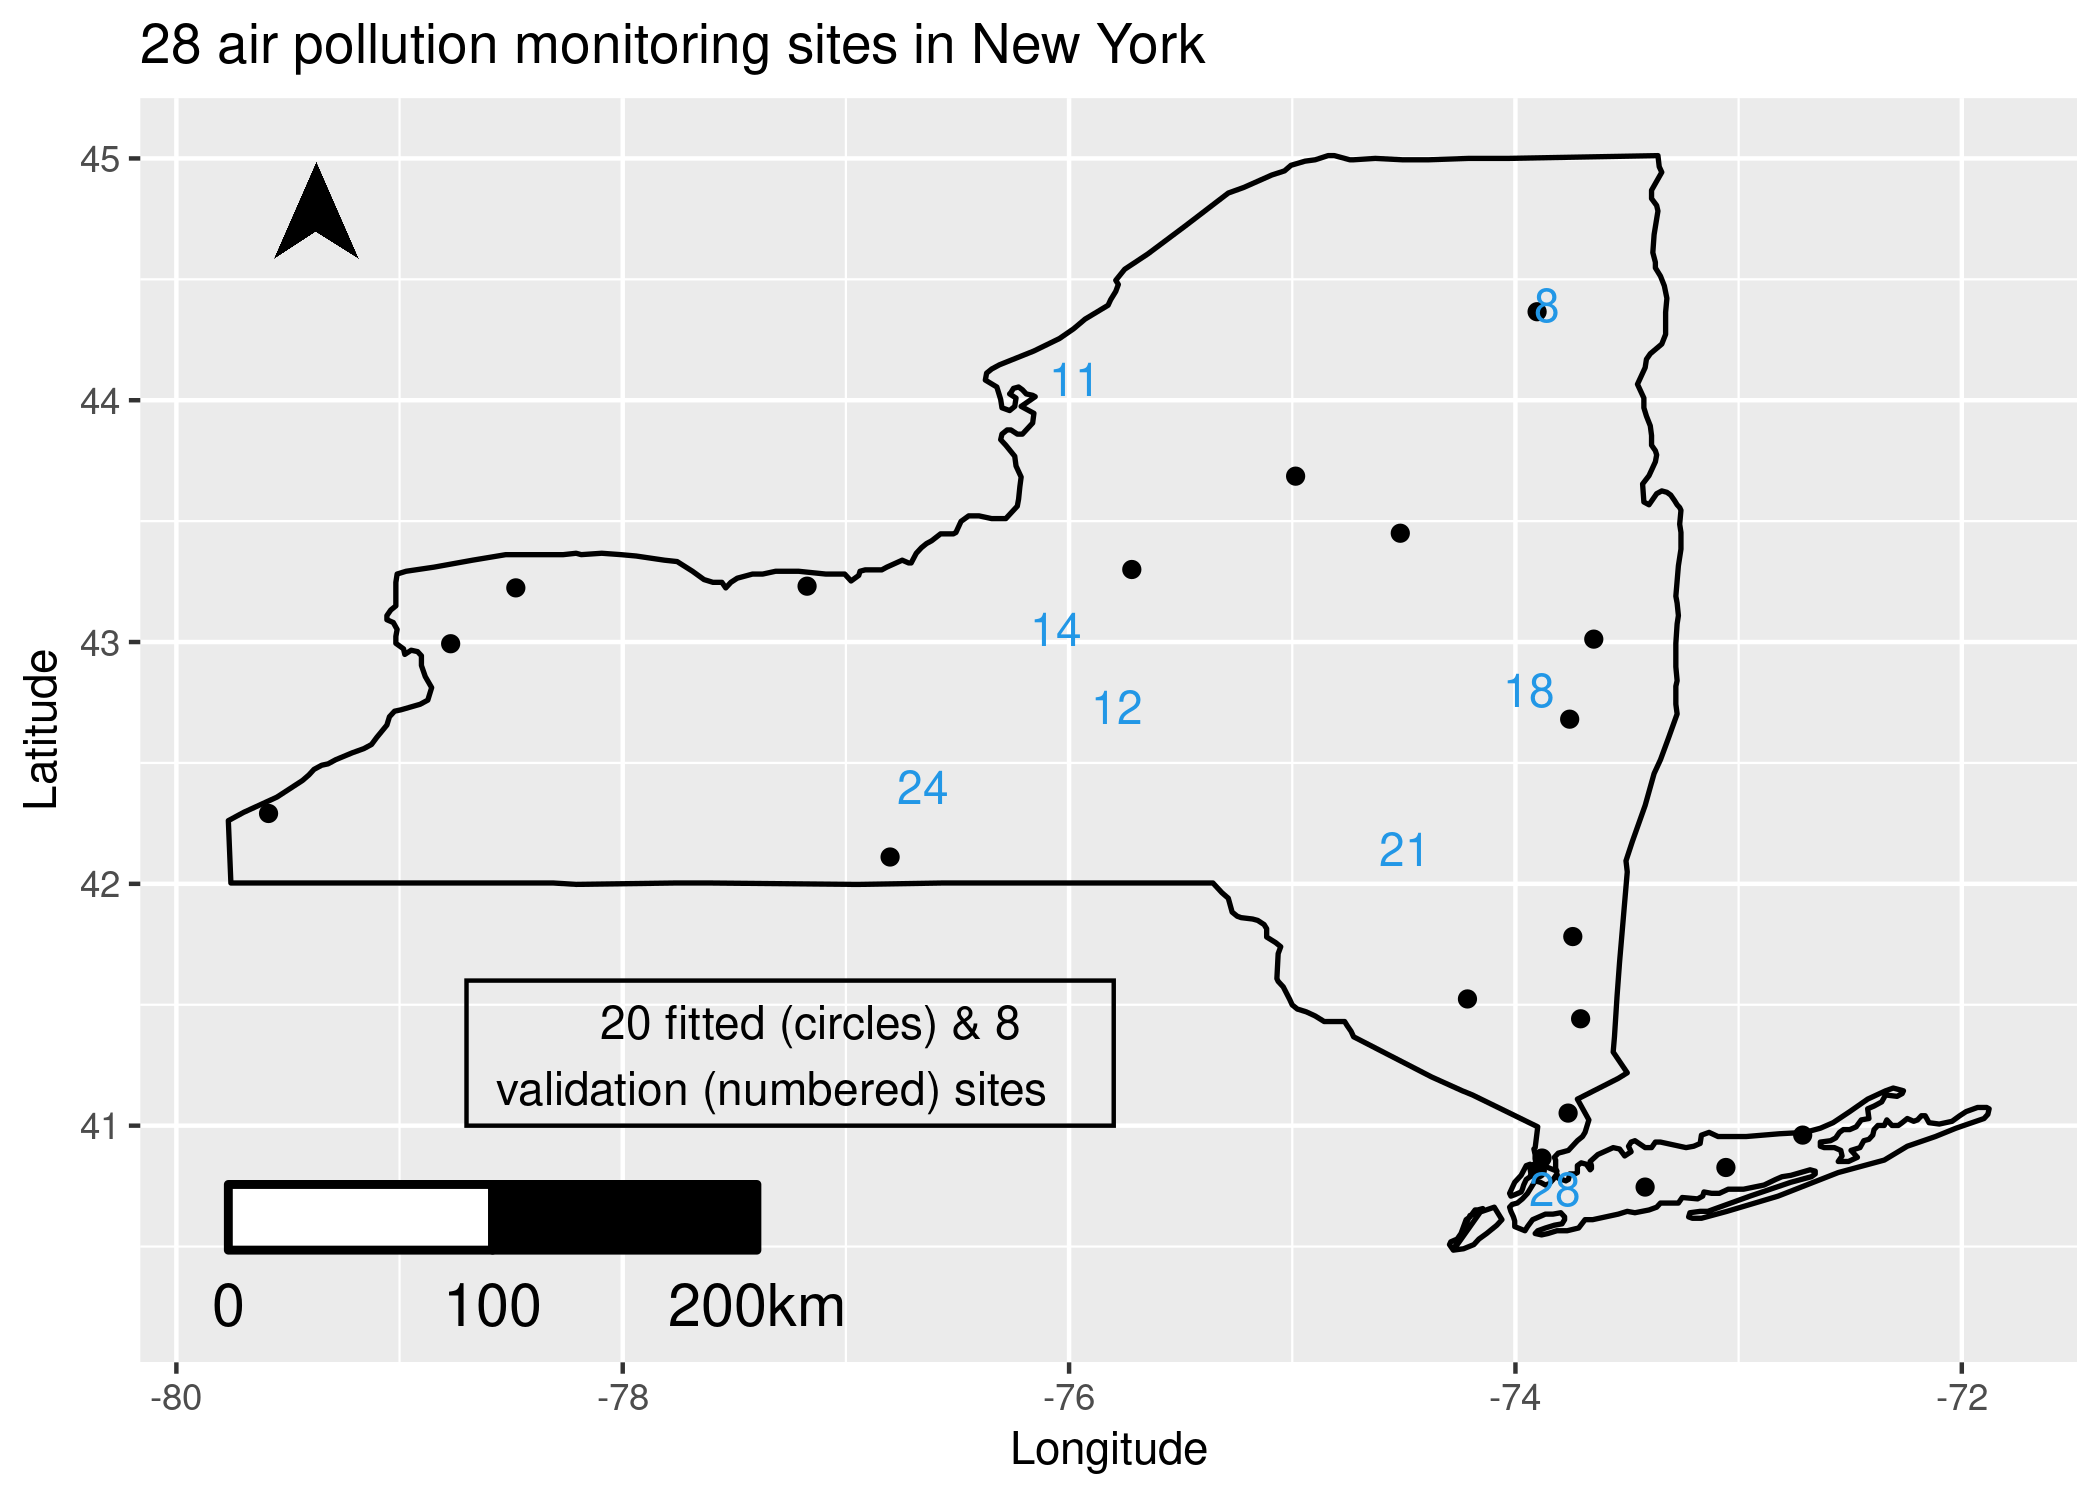 28 air pollution monitoring sites in New York
45
44
43
42
41
Latitude
8
11
14
18
12
24
21
28
20 fitted (circles) & 8
validation (numbered) sites
0 100 200km
-80 -78 -76 -74 -72
Longitude